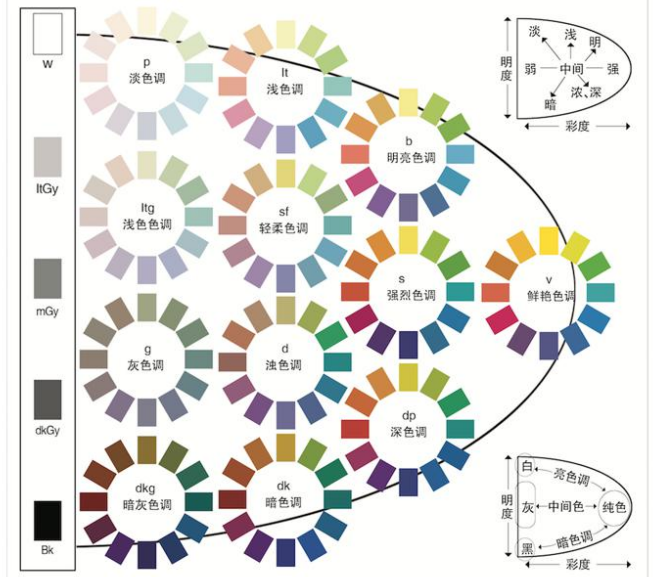 W
ltGy
mGy
dkGy
Bk
p
淡色调
lt
浅色调
b
明亮色调
ltg
浅色色调
sf
轻柔色调
s
强烈色调
v
鲜艳色调
g
灰色调
d
浊色调
dp
深色调
dkg
暗灰色调
dk
暗色调
明度
淡
浅
明
弱
中间
强
暗
浓、深
彩度
明度
白
亮色调
灰
中间色
纯色
黑
暗色调
彩度